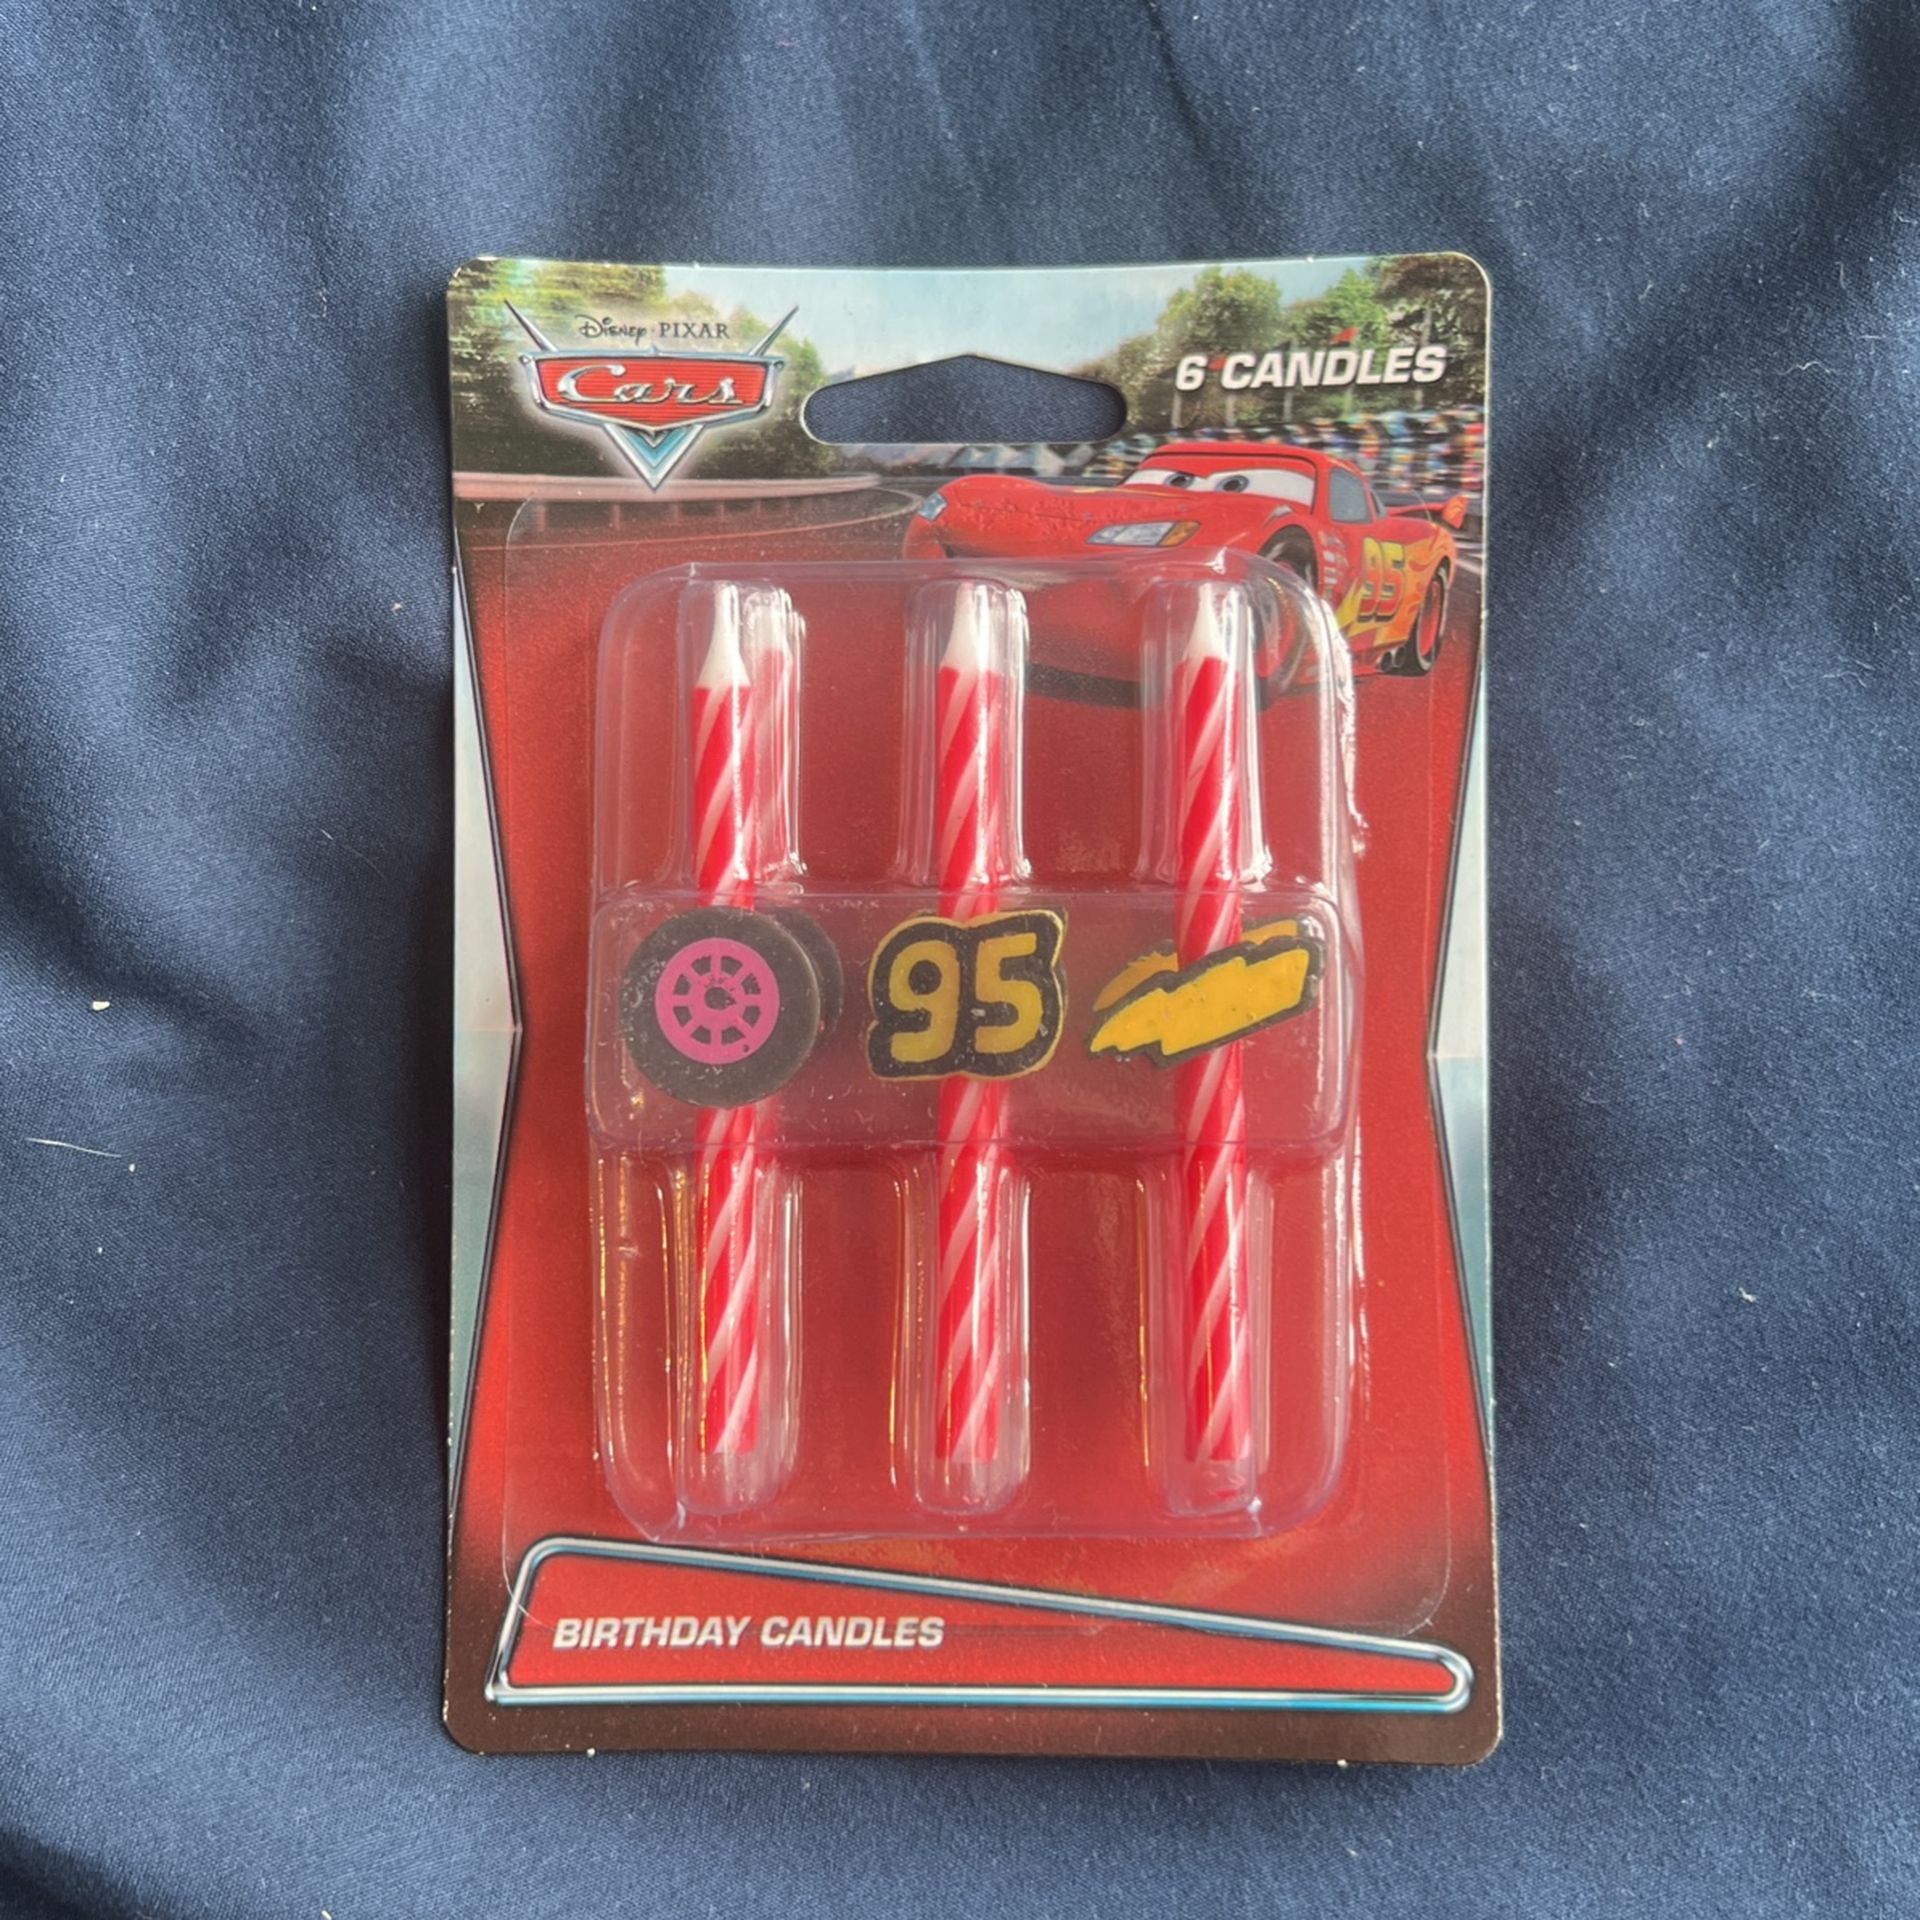 Disney · PIXAR
Cars
6 CANDLES
95
95
BIRTHDAY CANDLES